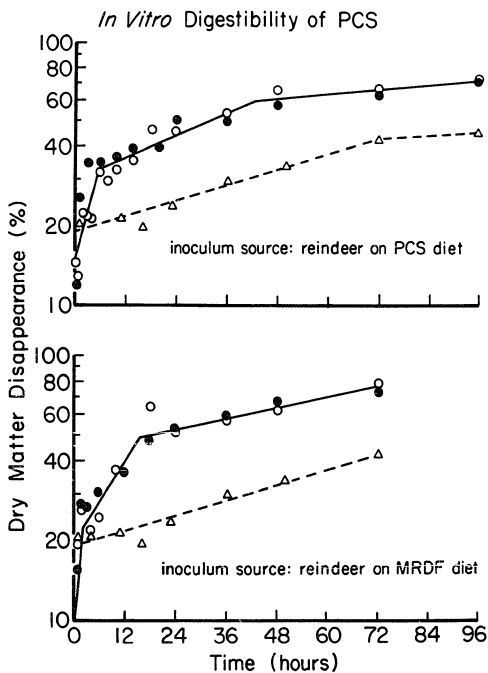 In Vitro Digestibility of PCS
Dry Matter Disappearance (%)
100
80
60
40
20
10
inoculum source: reindeer on PCS diet
100
80
60
40
20
10
inoculum source: reindeer on MRDF diet
0 12 24 36 48 60 72 84 96
Time (hours)